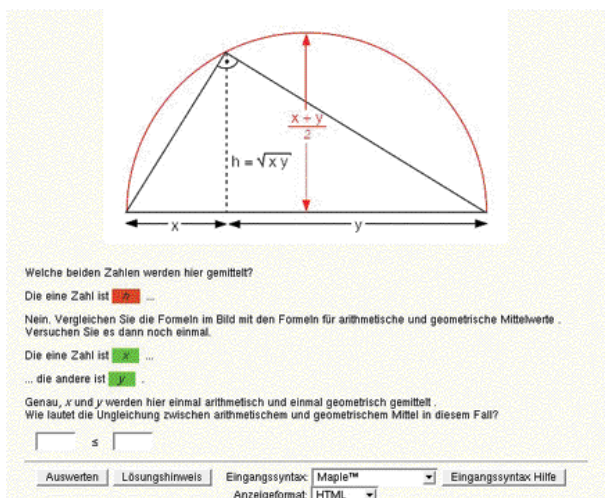 x + y
2
h = √x y
x
y
Welche beiden Zahlen werden hier gemittelt?
Die eine Zahl ist h ...
Nein. Vergleichen Sie die Formeln im Bild mit den Formeln für arithmetische und geometrische Mittelwerte .
Versuchen Sie es dann noch einmal.
Die eine Zahl ist x ...
... die andere ist y .
Genau, x und y werden hier einmal arithmetisch und einmal geometrisch gemittelt .
Wie lautet die Ungleichung zwischen arithmetischem und geometrischem Mittel in diesem Fall?
≤
Auswerten Lösungshinweis Eingangssyntax: Maple™ Eingangssyntax Hilfe
Anzeigeformat: HTML